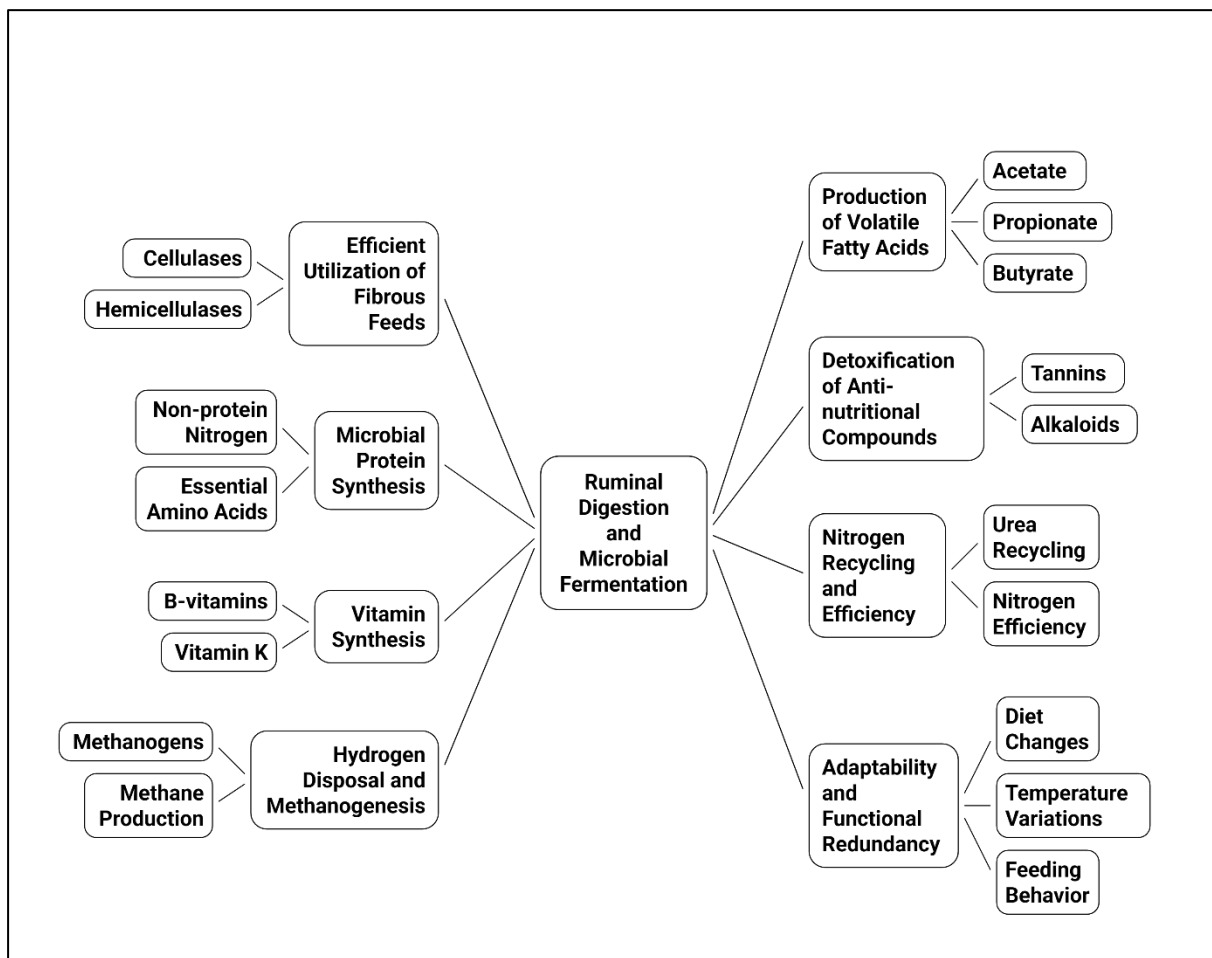 Efficient
Utilization of
Fibrous
Feeds
Cellulases
Hemicellulases
Microbial
Protein
Synthesis
Non-protein
Nitrogen
Essential
Amino Acids
Vitamin
Synthesis
B-vitamins
Vitamin K
Hydrogen
Disposal and
Methanogenesis
Methanogens
Methane
Production
Ruminal
Digestion
and
Microbial
Fermentation
Production
of Volatile
Fatty Acids
Acetate
Propionate
Butyrate
Detoxification
of Anti-
nutritional
Compounds
Tannins
Alkaloids
Nitrogen
Recycling
and
Efficiency
Urea
Recycling
Nitrogen
Efficiency
Adaptability
and
Functional
Redundancy
Diet
Changes
Temperature
Variations
Feeding
Behavior